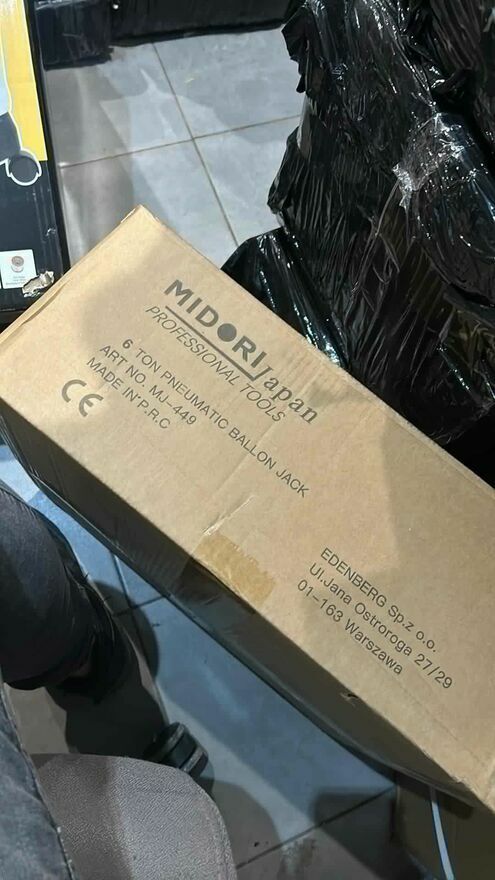 MIDORI Japan
PROFESSIONAL TOOLS
6 TON PNEUMATIC BALLON JACK
ART NO. MJ-449
MADE IN P.R.C
CE
EDENBERG Sp.z o.o.
Ul.Jana Ostroroga 27/29
01-163 Warszawa